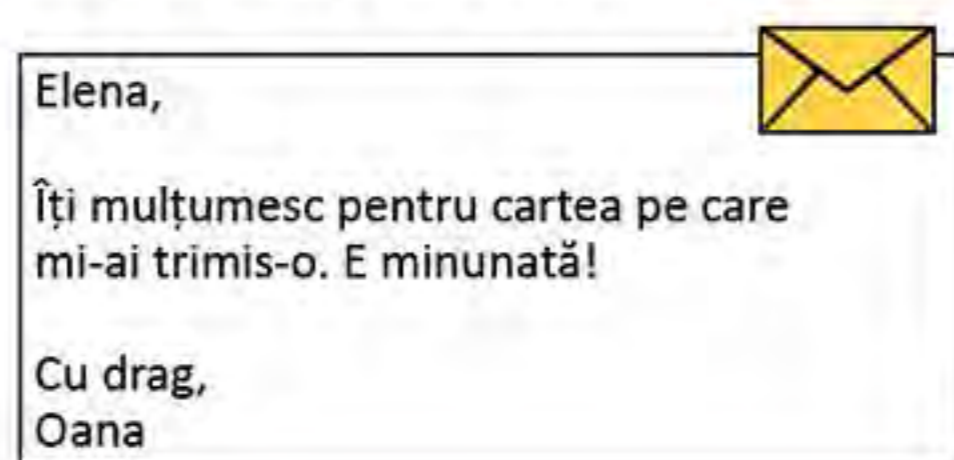 Elena,
Îți mulțumesc pentru cartea pe care
mi-ai trimis-o. E minunată!
Cu drag,
Oana